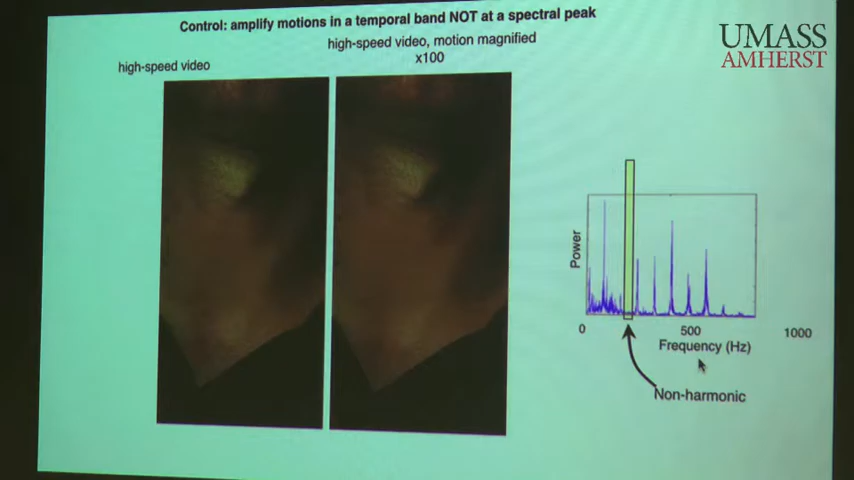 Control: amplify motions in a temporal band NOT at a spectral peak
UMASS
AMHERST
high-speed video
high-speed video, motion magnified
x100
Power
0
500
1000
Frequency (Hz)
Non-harmonic